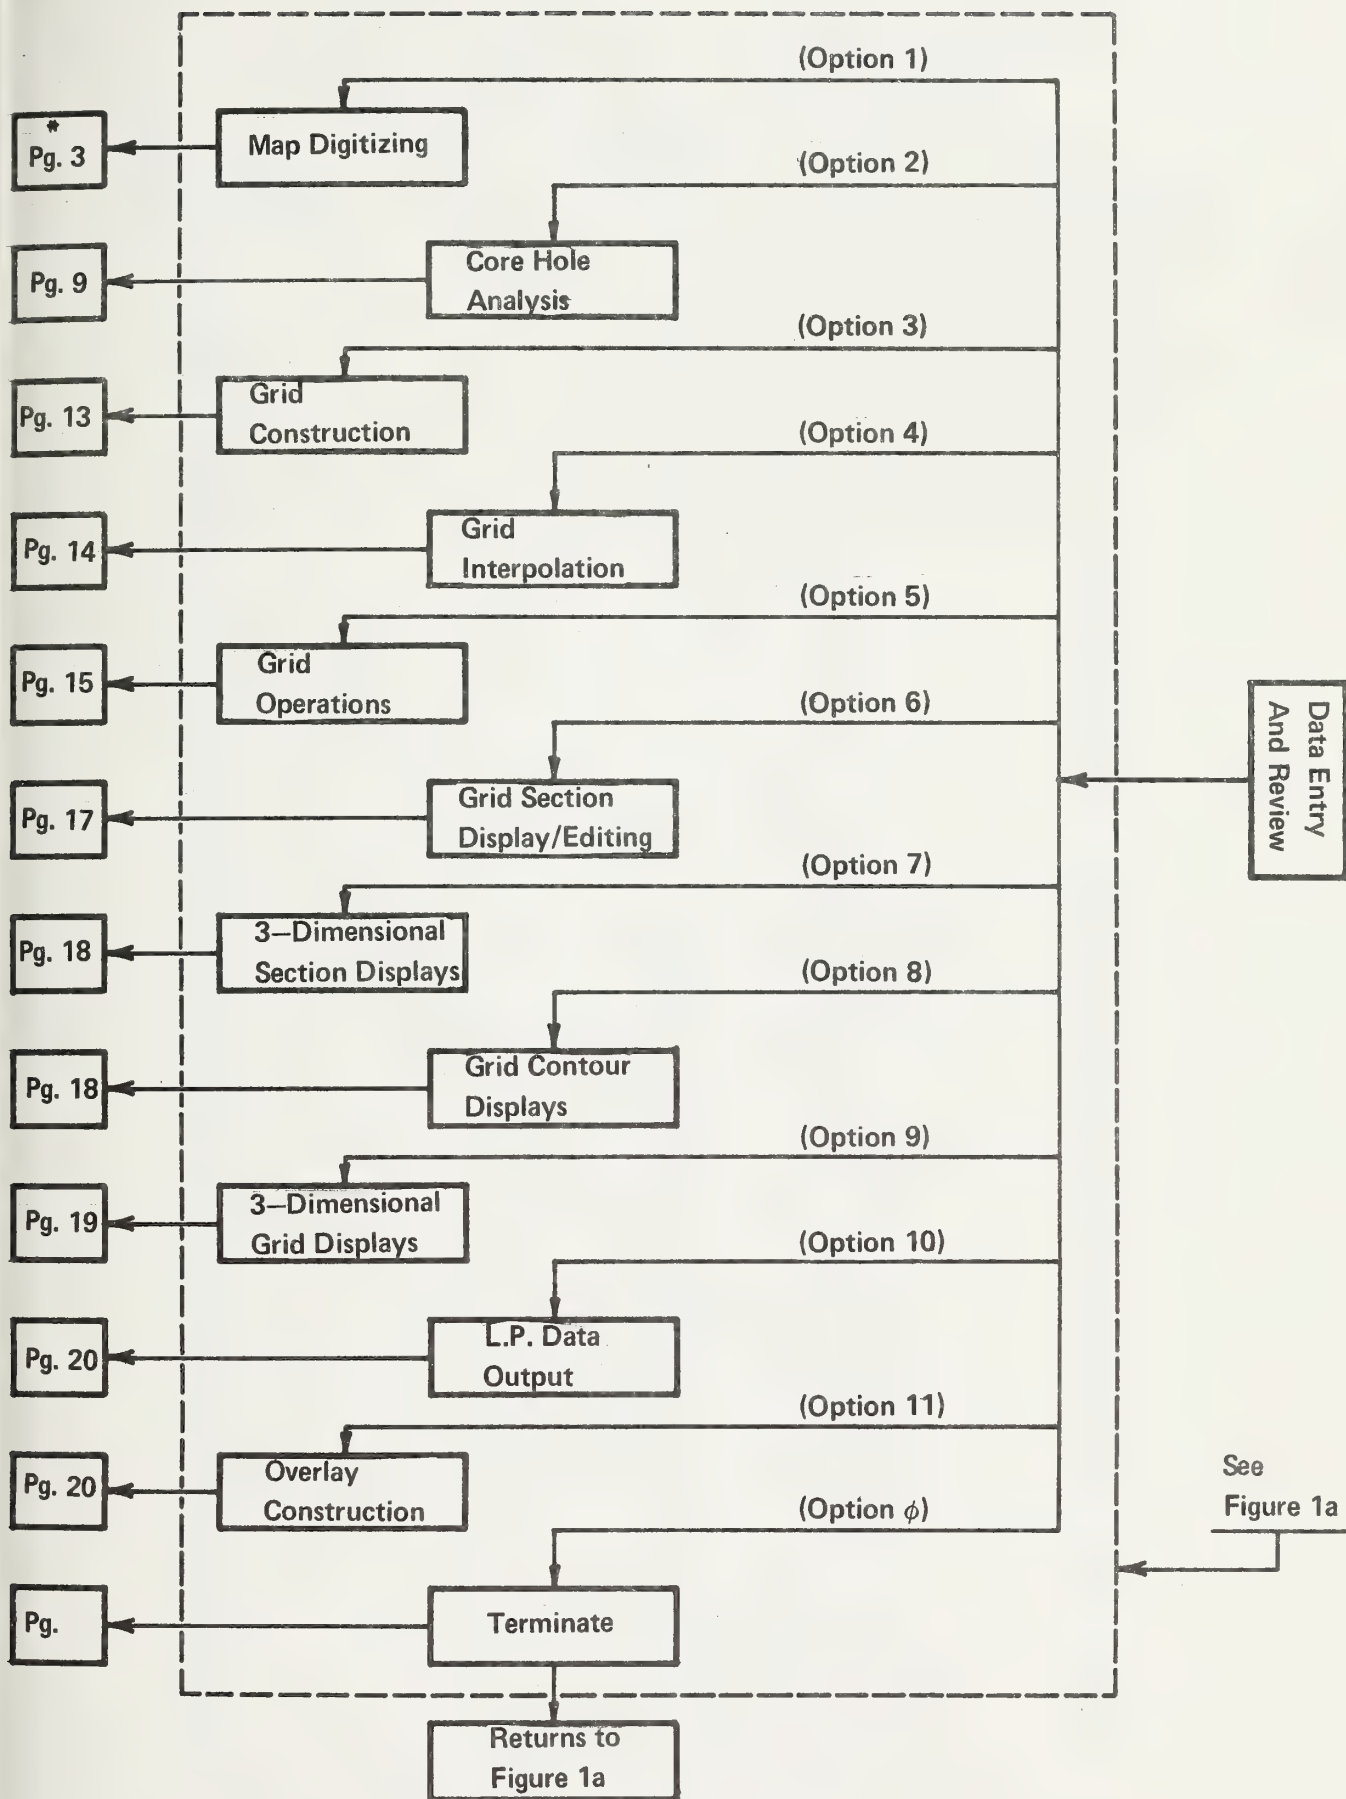 (Option 1)
*
Pg. 3
Map Digitizing
(Option 2)
Pg. 9
Core Hole
Analysis
(Option 3)
Pg. 13
Grid
Construction
(Option 4)
Pg. 14
Grid
Interpolation
(Option 5)
Pg. 15
Grid
Operations
(Option 6)
Data Entry
And Review
Pg. 17
Grid Section
Display/Editing
(Option 7)
Pg. 18
3–Dimensional
Section Displays
(Option 8)
Pg. 18
Grid Contour
Displays
(Option 9)
Pg. 19
3–Dimensional
Grid Displays
(Option 10)
Pg. 20
L.P. Data
Output
(Option 11)
Pg. 20
Overlay
Construction
See
Figure 1a
(Option ϕ)
Pg.
Terminate
Returns to
Figure 1a